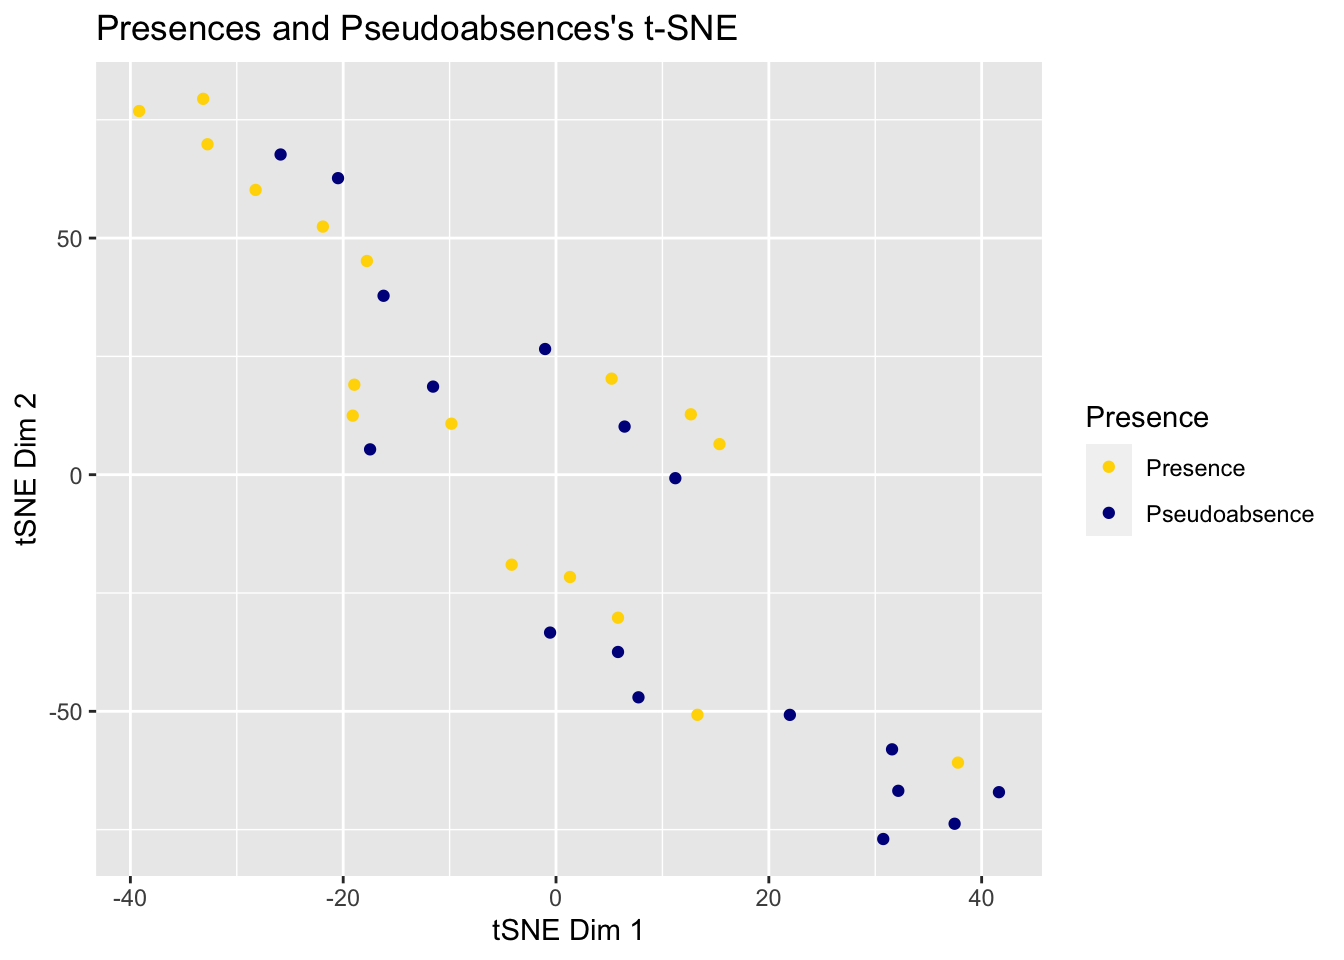 Presences and Pseudoabsences's t-SNE
50
0
-50
tSNE Dim 2
-40
-20
0
20
40
tSNE Dim 1
Presence
Presence
Pseudoabsence